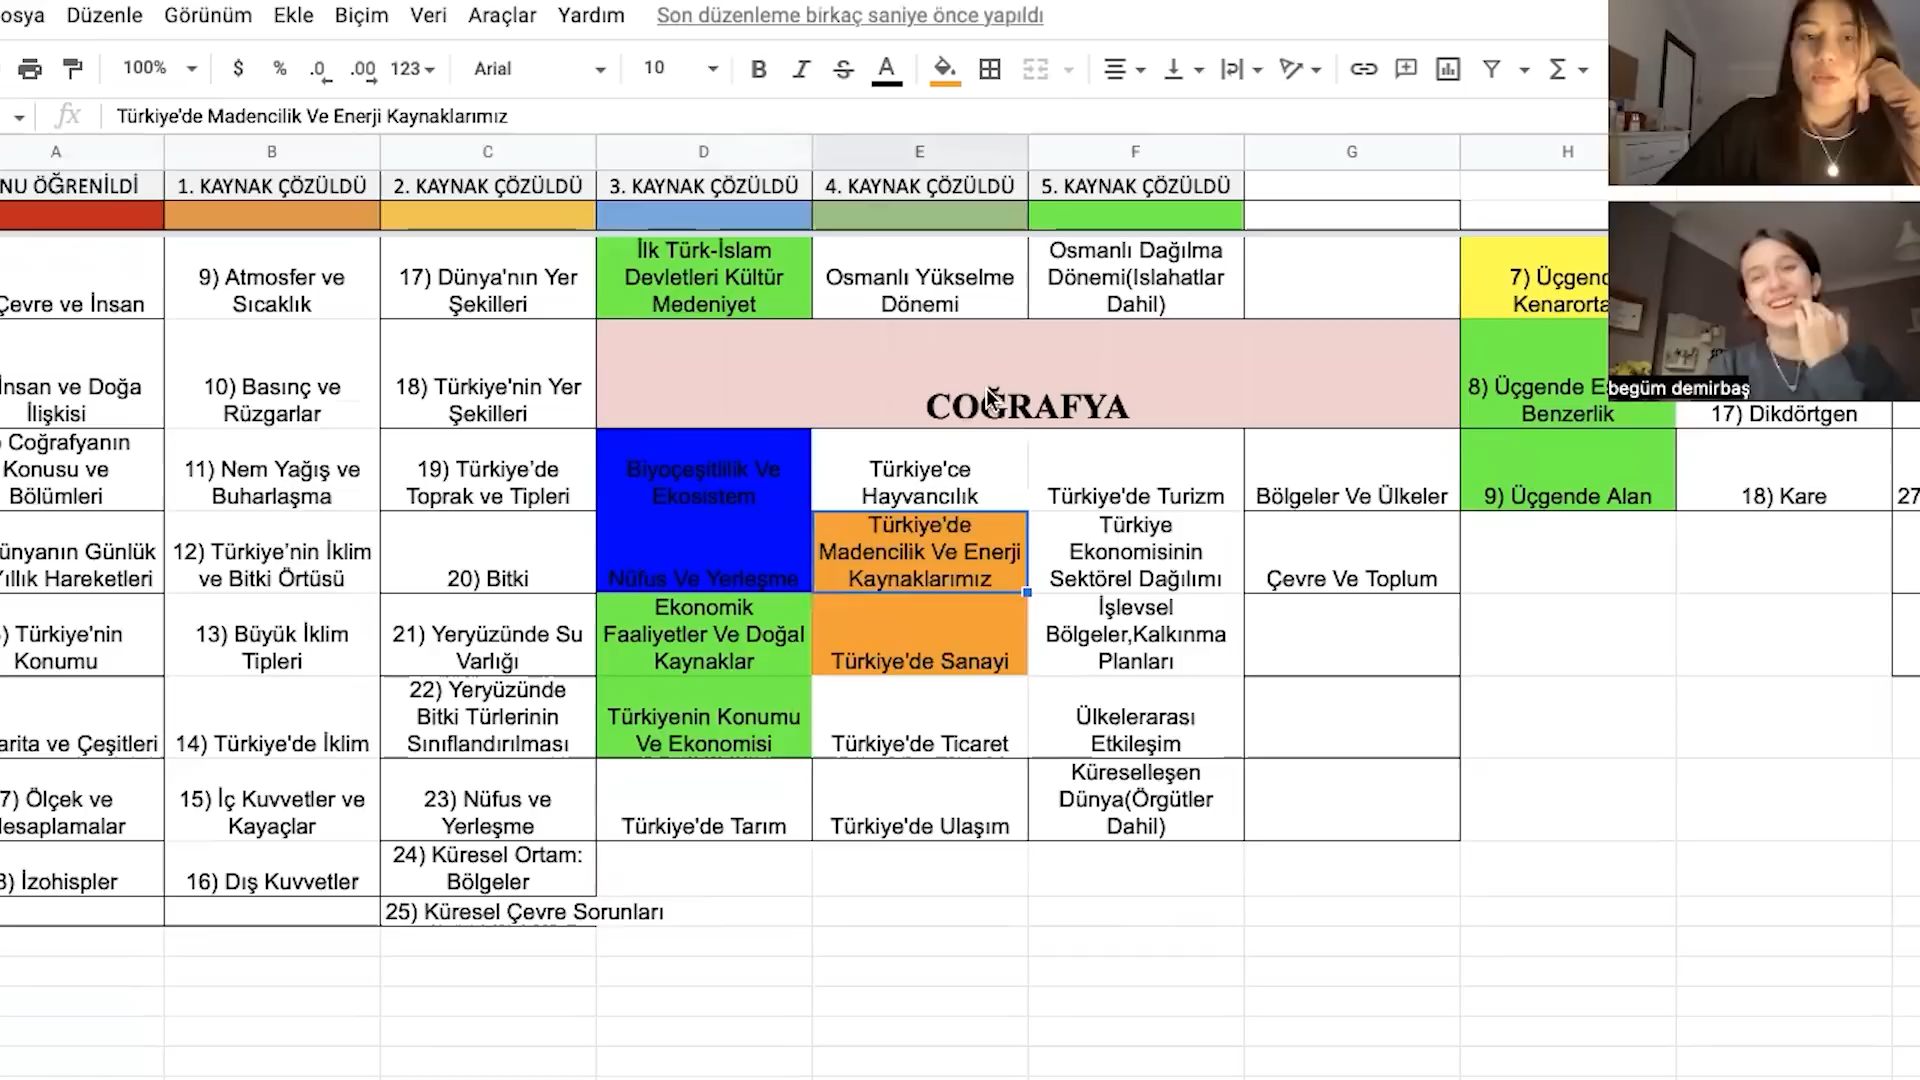 osya Düzenle Görünüm Ekle Biçim Veri Araçlar Yardım Son düzenleme birkaç saniye önce yapıldı
100% $ % .0 .00 123 Arial 10 B I S A Σ
fx Türkiye'de Madencilik Ve Enerji Kaynaklarımız
A B C D E F G H
NU ÖĞRENİLDİ 1. KAYNAK ÇÖZÜLDÜ 2. KAYNAK ÇÖZÜLDÜ 3. KAYNAK ÇÖZÜLDÜ 4. KAYNAK ÇÖZÜLDÜ 5. KAYNAK ÇÖZÜLDÜ
Çevre ve İnsan
9) Atmosfer ve
Sıcaklık
17) Dünya'nın Yer
Şekilleri
İlk Türk-İslam
Devletleri Kültür
Medeniyet
Osmanlı Yükselme
Dönemi
Osmanlı Dağılma
Dönemi(Islahatlar
Dahil)
7) Üçgend
Kenarorta
İnsan ve Doğa
İlişkisi
10) Basınç ve
Rüzgarlar
18) Türkiye'nin Yer
Şekilleri
COĞRAFYA
8) Üçgende E
Benzerlik
begüm demirbaş
17) Dikdörtgen
Coğrafyanın
Konusu ve
Bölümleri
11) Nem Yağış ve
Buharlaşma
19) Türkiye’de
Toprak ve Tipleri
Biyoçeşitlilik Ve
Ekosistem
Türkiye'ce
Hayvancılık
Türkiye'de Turizm
Bölgeler Ve Ülkeler
9) Üçgende Alan
18) Kare
27
ünyanın Günlük
Yıllık Hareketleri
12) Türkiye’nin İklim
ve Bitki Örtüsü
20) Bitki
Nüfus Ve Yerleşme
Türkiye'de
Madencilik Ve Enerji
Kaynaklarımız
Türkiye
Ekonomisinin
Sektörel Dağılımı
Çevre Ve Toplum
) Türkiye'nin
Konumu
13) Büyük İklim
Tipleri
21) Yeryüzünde Su
Varlığı
Ekonomik
Faaliyetler Ve Doğal
Kaynaklar
Türkiye'de Sanayi
İşlevsel
Bölgeler,Kalkınma
Planları
arita ve Çeşitleri
14) Türkiye'de İklim
22) Yeryüzünde
Bitki Türlerinin
Sınıflandırılması
Türkiyenin Konumu
Ve Ekonomisi
Türkiye'de Ticaret
Ülkelerarası
Etkileşim
7) Ölçek ve
esaplamalar
15) İç Kuvvetler ve
Kayaçlar
23) Nüfus ve
Yerleşme
Türkiye'de Tarım
Türkiye'de Ulaşım
Küreselleşen
Dünya(Örgütler
Dahil)
8) İzohispler
16) Dış Kuvvetler
24) Küresel Ortam:
Bölgeler
25) Küresel Çevre Sorunları